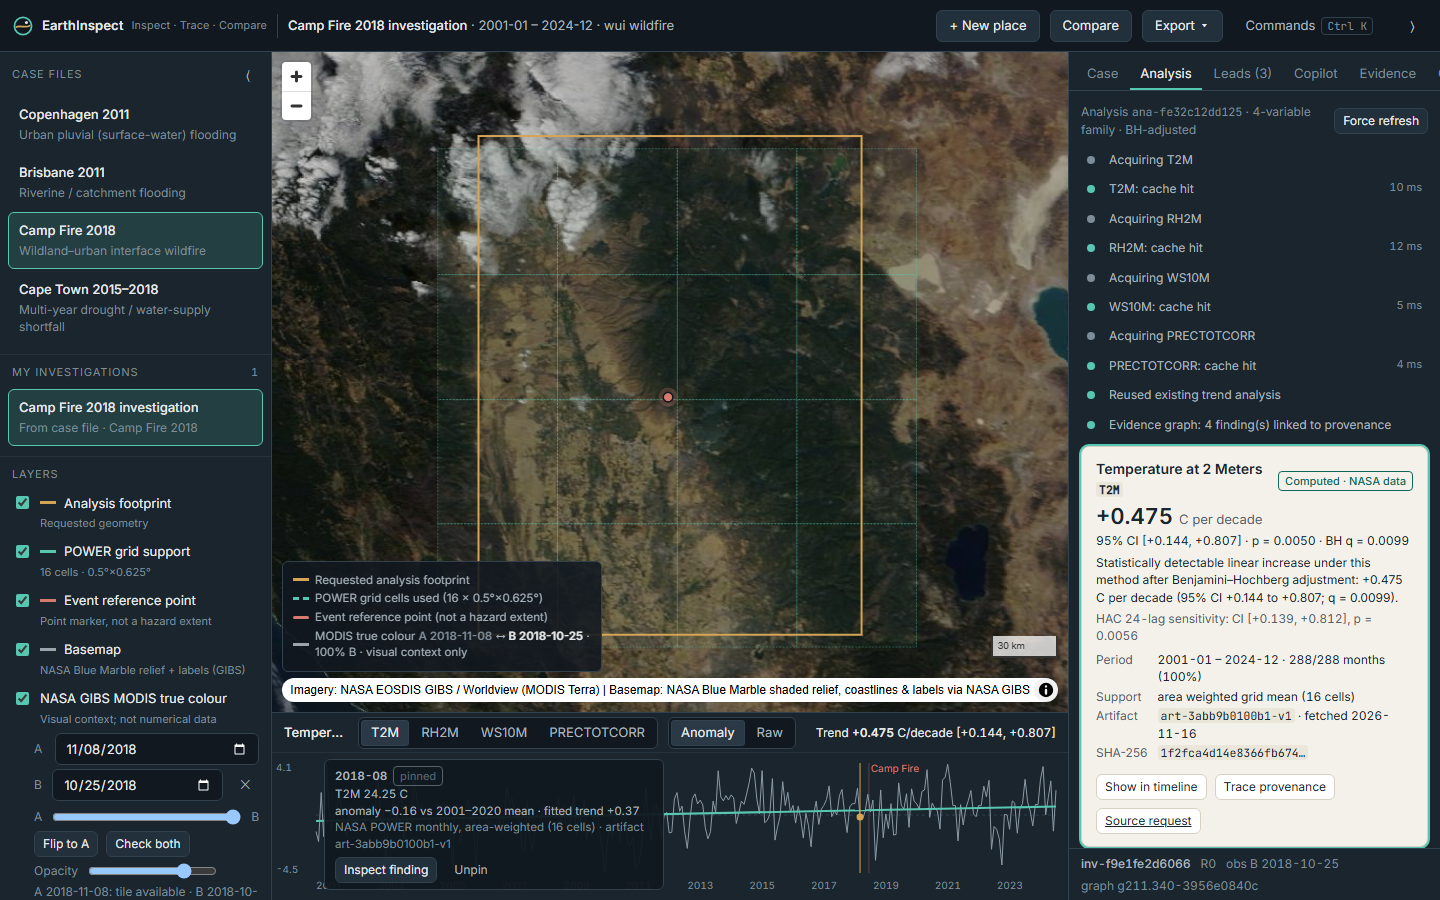 EarthInspect Inspect · Trace · Compare
Camp Fire 2018 investigation · 2001-01 – 2024-12 · wui wildfire
+ New place
Compare
Export
Commands Ctrl K
CASE FILES
Copenhagen 2011
Urban pluvial (surface-water) flooding
Brisbane 2011
Riverine / catchment flooding
Camp Fire 2018
Wildland–urban interface wildfire
Cape Town 2015–2018
Multi-year drought / water-supply
shortfall
MY INVESTIGATIONS 1
Camp Fire 2018 investigation
From case file · Camp Fire 2018
LAYERS
Analysis footprint
Requested geometry
POWER grid support
16 cells · 0.5°×0.625°
Event reference point
Point marker, not a hazard extent
Basemap
NASA Blue Marble relief + labels (GIBS)
NASA GIBS MODIS true colour
Visual context; not numerical data
A 11/08/2018
B 10/25/2018
A B
Flip to A
Check both
Opacity
A 2018-11-08: tile available · B 2018-10-
+
−
Requested analysis footprint
POWER grid cells used (16 × 0.5°×0.625°)
Event reference point (not a hazard extent)
MODIS true colour A 2018-11-08 ↔ B 2018-10-25 ·
100% B · visual context only
30 km
Imagery: NASA EOSDIS GIBS / Worldview (MODIS Terra) | Basemap: NASA Blue Marble shaded relief, coastlines & labels via NASA GIBS
Temper...
T2M
RH2M
WS10M
PRECTOTCORR
Anomaly
Raw
Trend +0.475 C/decade [+0.144, +0.807]
4.1
-4.5
2018-08 pinned
T2M 24.25 C
anomaly −0.16 vs 2001–2020 mean · fitted trend +0.37
NASA POWER monthly, area-weighted (16 cells) · artifact
art-3abb9b0100b1-v1
Inspect finding
Unpin
Camp Fire
20
2013
2015
2017
2019
2021
2023
Case
Analysis
Leads (3)
Copilot
Evidence
Analysis ana-fe32c12dd125 · 4-variable
family · BH-adjusted
Force refresh
Acquiring T2M
T2M: cache hit 10 ms
Acquiring RH2M
RH2M: cache hit 12 ms
Acquiring WS10M
WS10M: cache hit 5 ms
Acquiring PRECTOTCORR
PRECTOTCORR: cache hit 4 ms
Reused existing trend analysis
Evidence graph: 4 finding(s) linked to provenance
Temperature at 2 Meters
T2M
Computed · NASA data
+0.475 C per decade
95% CI [+0.144, +0.807] · p = 0.0050 · BH q = 0.0099
Statistically detectable linear increase under this
method after Benjamini–Hochberg adjustment: +0.475
C per decade (95% CI +0.144 to +0.807; q = 0.0099).
HAC 24-lag sensitivity: CI [+0.139, +0.812], p =
0.0056
Period 2001-01 – 2024-12 · 288/288 months
(100%)
Support area weighted grid mean (16 cells)
Artifact art-3abb9b0100b1-v1 · fetched 2026-
11-16
SHA-256 1f2fca4d14e8366fb674…
Show in timeline
Trace provenance
Source request
inv-f9e1fe2d6066 R0 obs B 2018-10-25
graph g211.340-3956e0840c